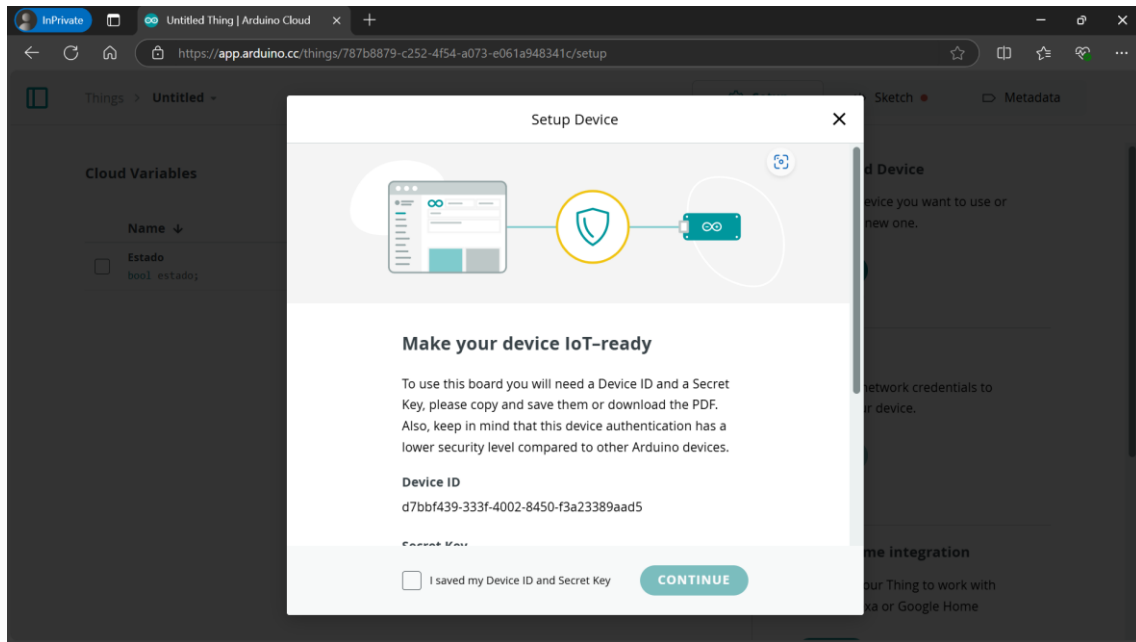 InPrivate
Untitled Thing | Arduino Cloud
https://app.arduino.cc/things/787b8879-c252-4f54-a073-e061a948341c/setup
Things > Untitled
Sketch
Metadata
Setup Device
Cloud Variables
Name ↓
Estado
bool estado;
d Device
evice you want to use or
new one.
etwork credentials to
r device.
me integration
our Thing to work with
xa or Google Home
Make your device IoT–ready
To use this board you will need a Device ID and a Secret
Key, please copy and save them or download the PDF.
Also, keep in mind that this device authentication has a
lower security level compared to other Arduino devices.
Device ID
d7bbf439-333f-4002-8450-f3a23389aad5
Secret Key
I saved my Device ID and Secret Key
CONTINUE